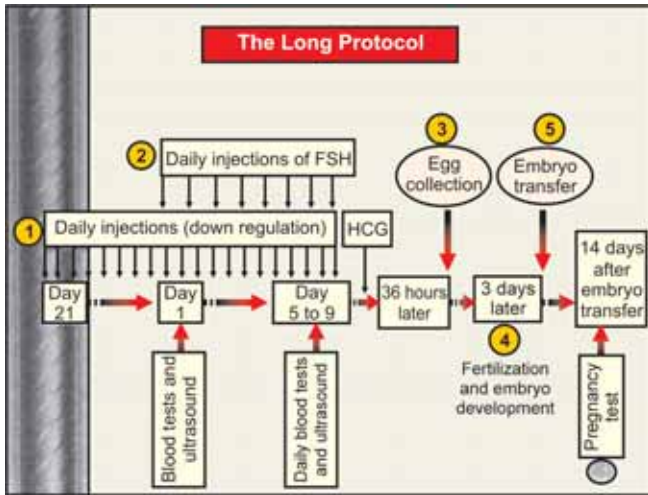 The Long Protocol
3
5
2
Daily injections of FSH
Egg
collection
Embryo
transfer
1
Daily injections (down regulation)
HCG
Day
21
Day
1
Day
5 to 9
36 hours
later
3 days
later
14 days
after
embryo
transfer
4
Fertilization
and embryo
development
Blood tests and
ultrasound
Daily blood tests
and ultrasound
Pregnancy
test